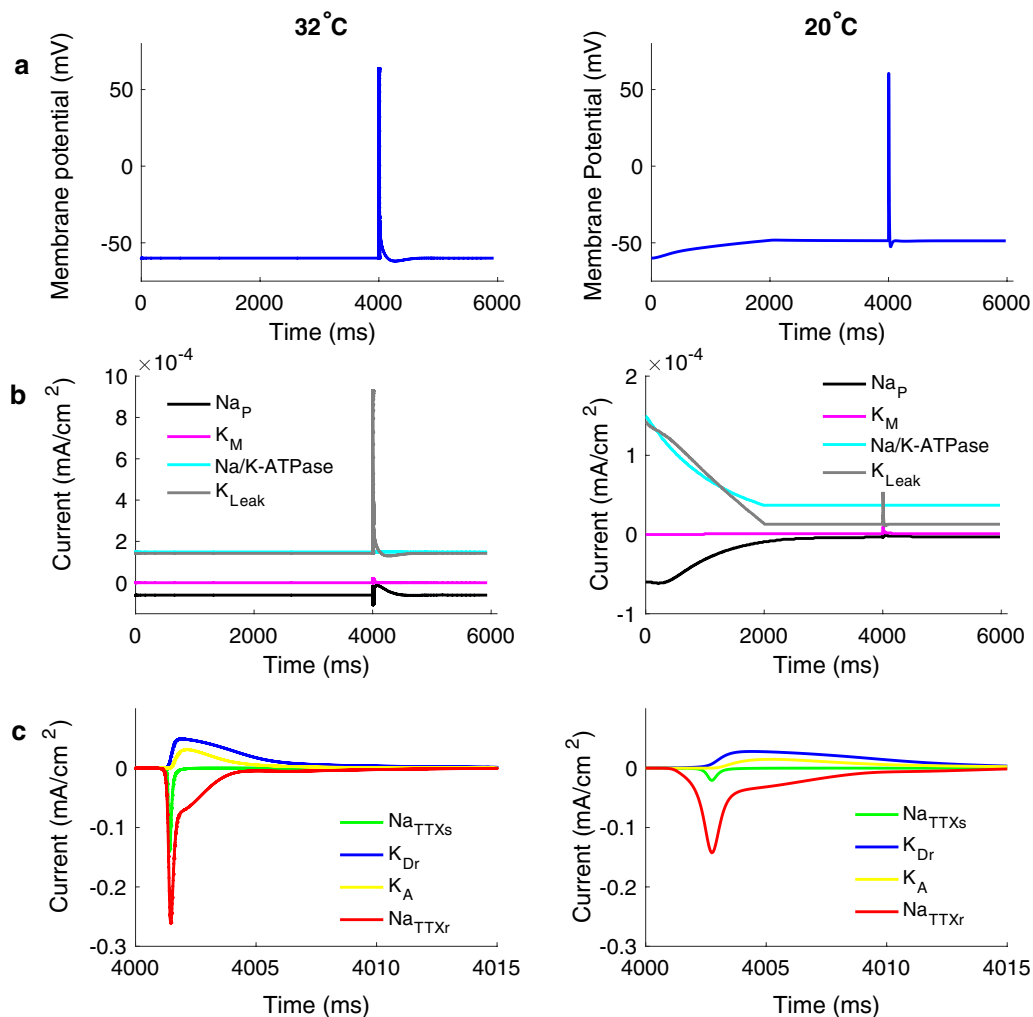 32°C
20°C
a
Membrane potential (mV)
50
0
-50
0
2000
4000
6000
Time (ms)
Membrane Potential (mV)
50
0
-50
0
2000
4000
6000
Time (ms)
b
Current (mA/cm²)
×10⁻⁴
10
8
6
4
2
0
Na_P
K_M
Na/K-ATPase
K_Leak
0
2000
4000
6000
Time (ms)
Current (mA/cm²)
×10⁻⁴
2
1
0
-1
Na_P
K_M
Na/K-ATPase
K_Leak
0
2000
4000
6000
Time (ms)
c
Current (mA/cm²)
0
-0.1
-0.2
-0.3
Na_TTXs
K_Dr
K_A
Na_TTXr
4000
4005
4010
4015
Time (ms)
Current (mA/cm²)
0
-0.1
-0.2
-0.3
Na_TTXs
K_Dr
K_A
Na_TTXr
4000
4005
4010
4015
Time (ms)